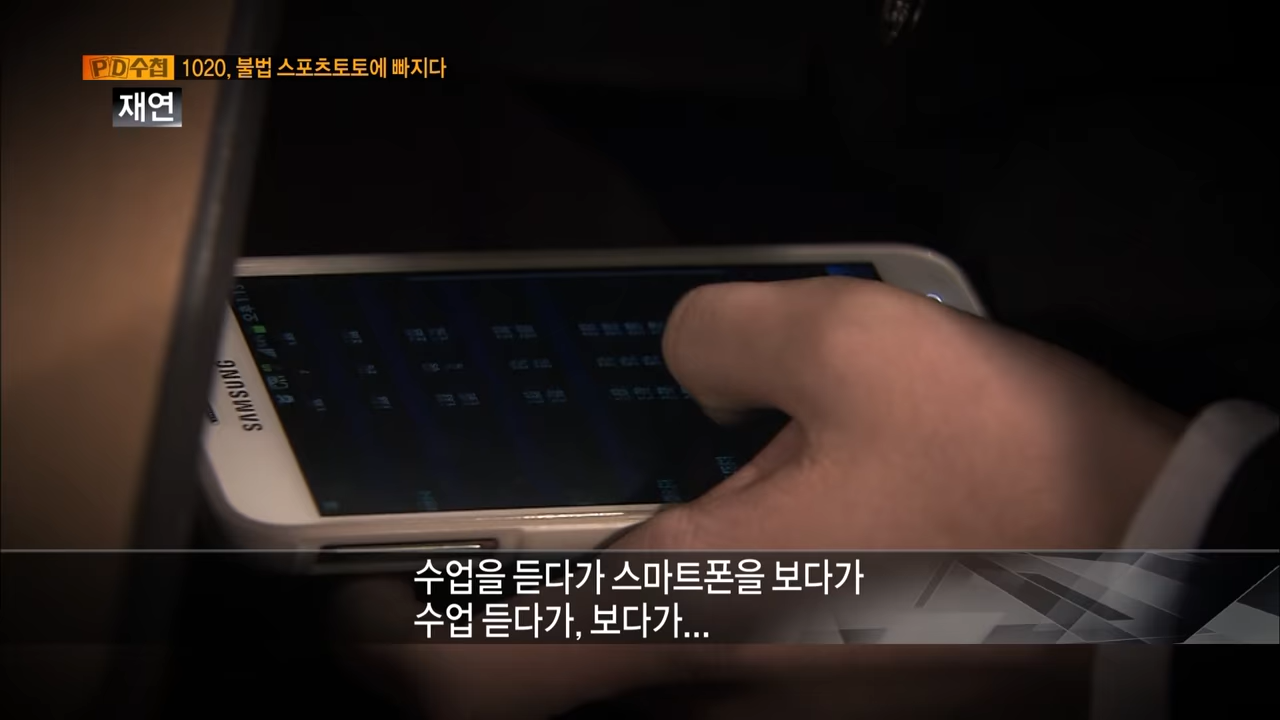 PD수첩 1020, 불법 스포츠토토에 빠지다
재연
SAMSUNG
수업을 듣다가 스마트폰을 보다가
수업 듣다가, 보다가...